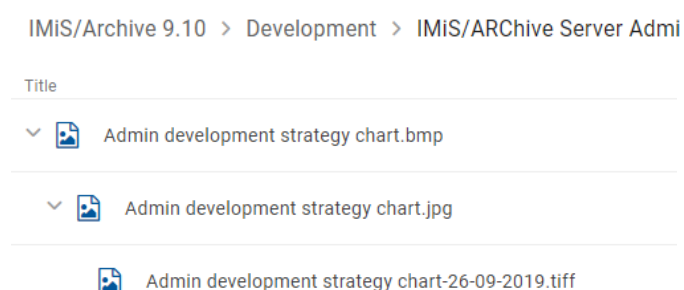 IMiS/Archive 9.10 > Development > IMiS/ARChive Server Admi
Title
Admin development strategy chart.bmp
Admin development strategy chart.jpg
Admin development strategy chart-26-09-2019.tiff